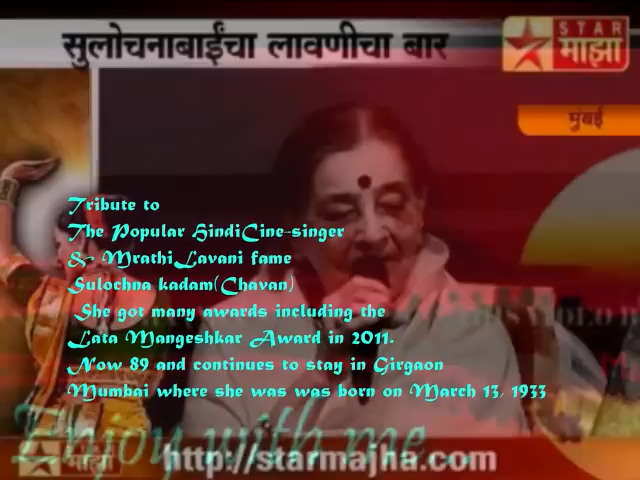 सुलोचनाबाईंचा लावणीचा बार
STAR
माझा
मुंबई
Tribute to
The Popular HindiCine-singer
& MrathiLavani fame
Sulochna kadam(Chavan)
She got many awards including the
Lata Mangeshkar Award in 2011.
Now 89 and continues to stay in Girgaon
Mumbai where she was was born on March 13, 1933
VIDEO B
Enjoy with me...
माझा
http://starmajha.com